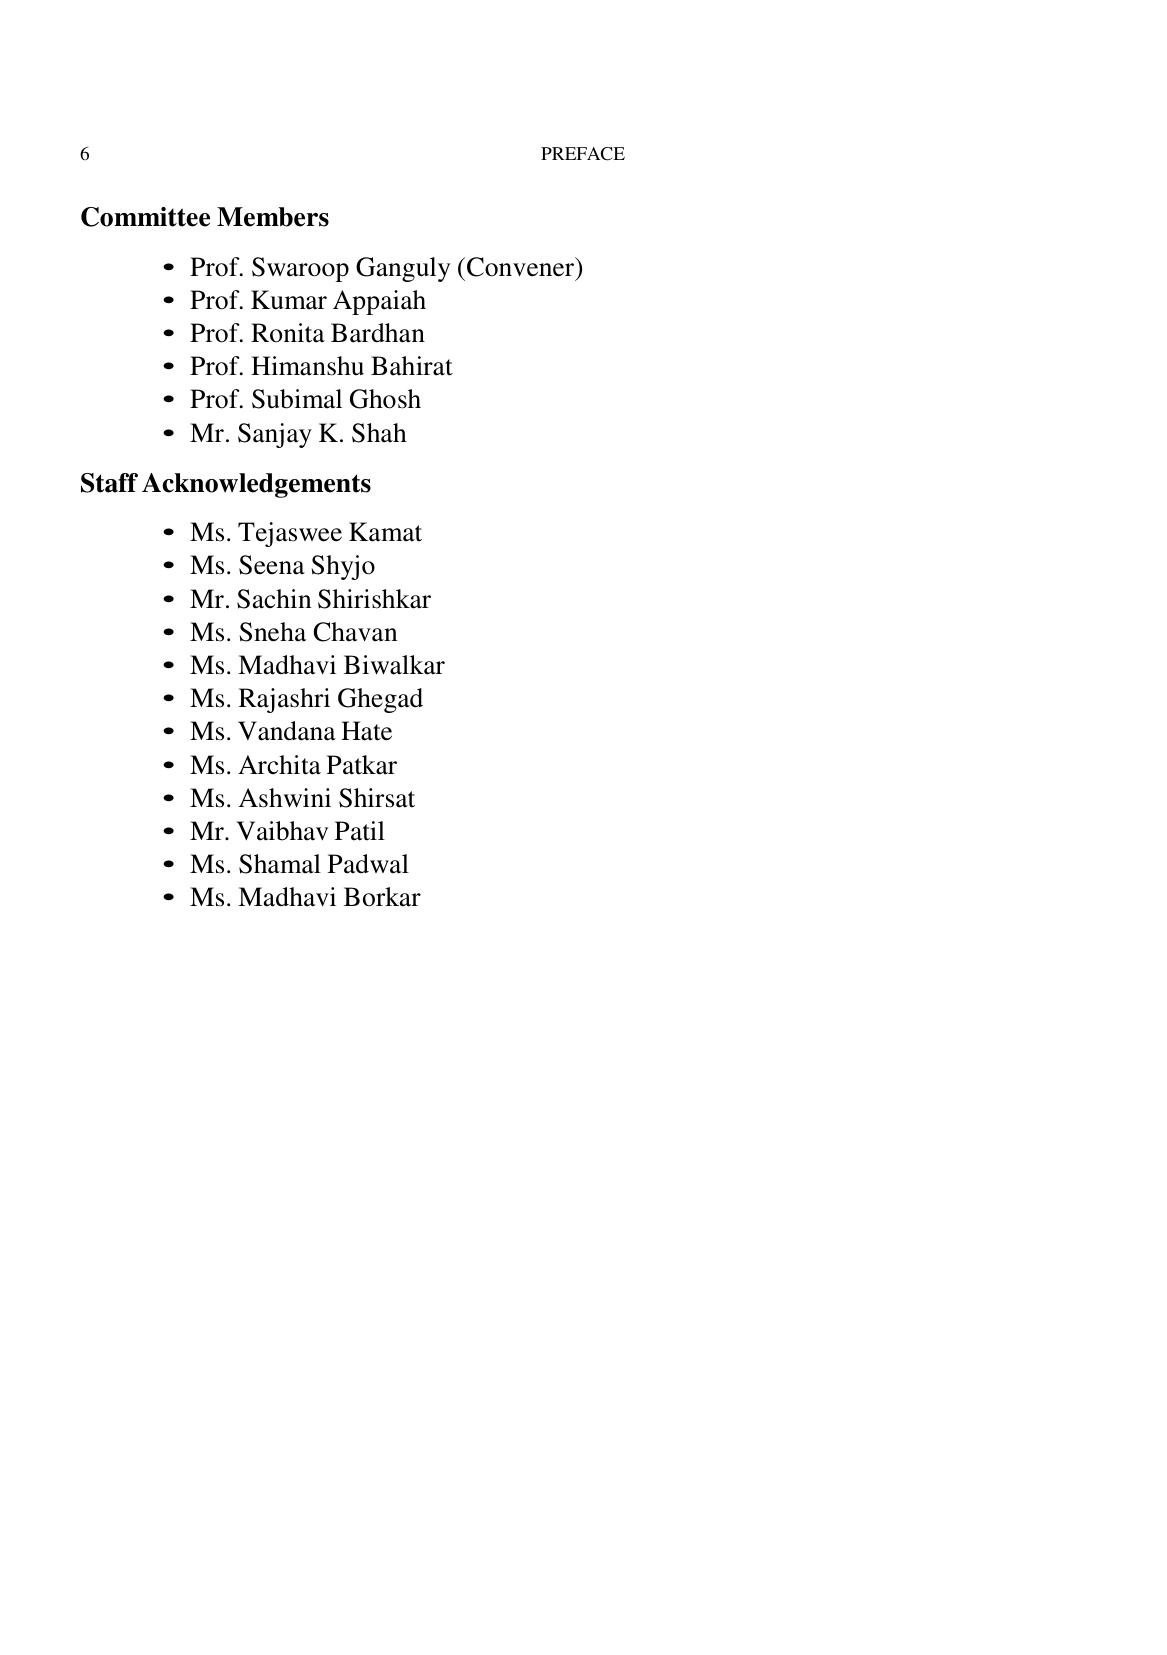 6 PREFACE
Committee Members
• Prof. Swaroop Ganguly (Convener)
• Prof. Kumar Appaiah
• Prof. Ronita Bardhan
• Prof. Himanshu Bahirat
• Prof. Subimal Ghosh
• Mr. Sanjay K. Shah
Staff Acknowledgements
• Ms. Tejaswee Kamat
• Ms. Seena Shyjo
• Mr. Sachin Shirishkar
• Ms. Sneha Chavan
• Ms. Madhavi Biwalkar
• Ms. Rajashri Ghegad
• Ms. Vandana Hate
• Ms. Archita Patkar
• Ms. Ashwini Shirsat
• Mr. Vaibhav Patil
• Ms. Shamal Padwal
• Ms. Madhavi Borkar